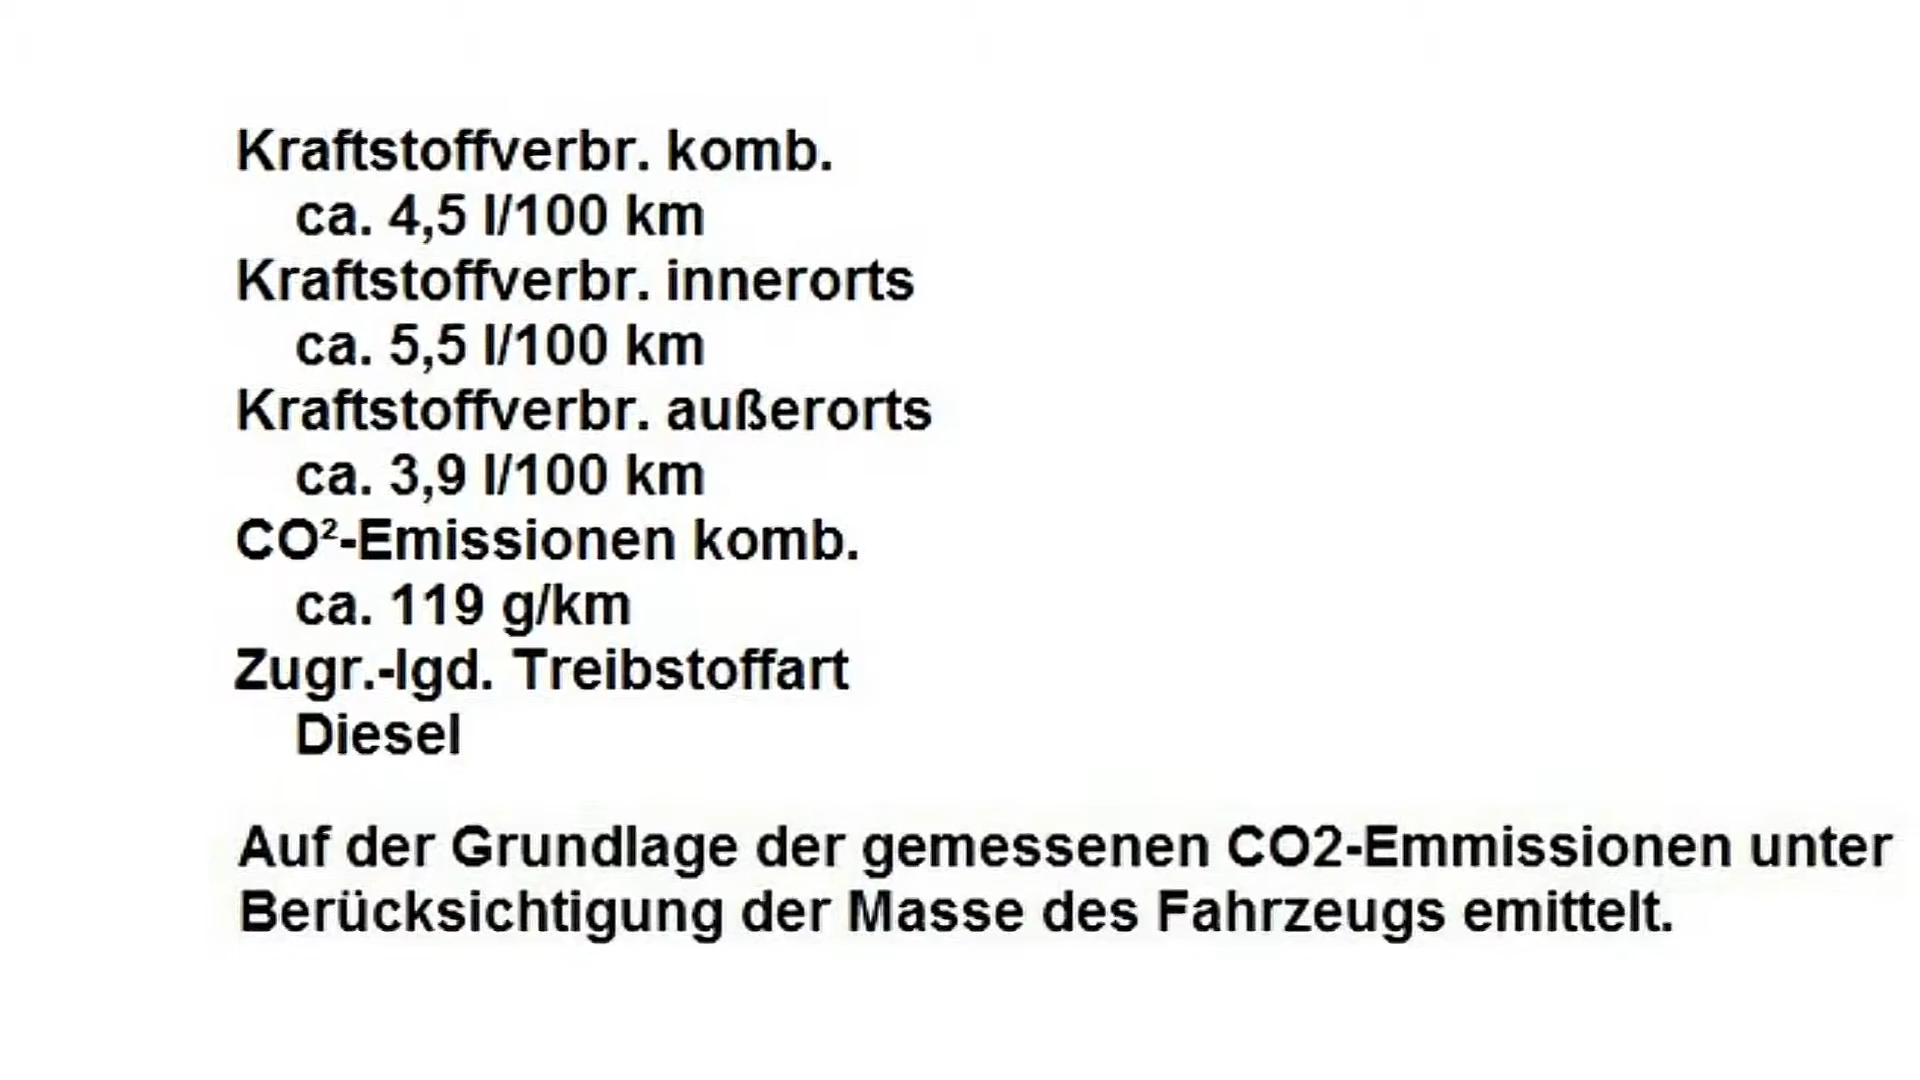 Kraftstoffverbr. komb.
ca. 4,5 l/100 km
Kraftstoffverbr. innerorts
ca. 5,5 l/100 km
Kraftstoffverbr. außerorts
ca. 3,9 l/100 km
CO²-Emissionen komb.
ca. 119 g/km
Zugr.-lgd. Treibstoffart
Diesel
Auf der Grundlage der gemessenen CO2-Emmissionen unter
Berücksichtigung der Masse des Fahrzeugs emittelt.